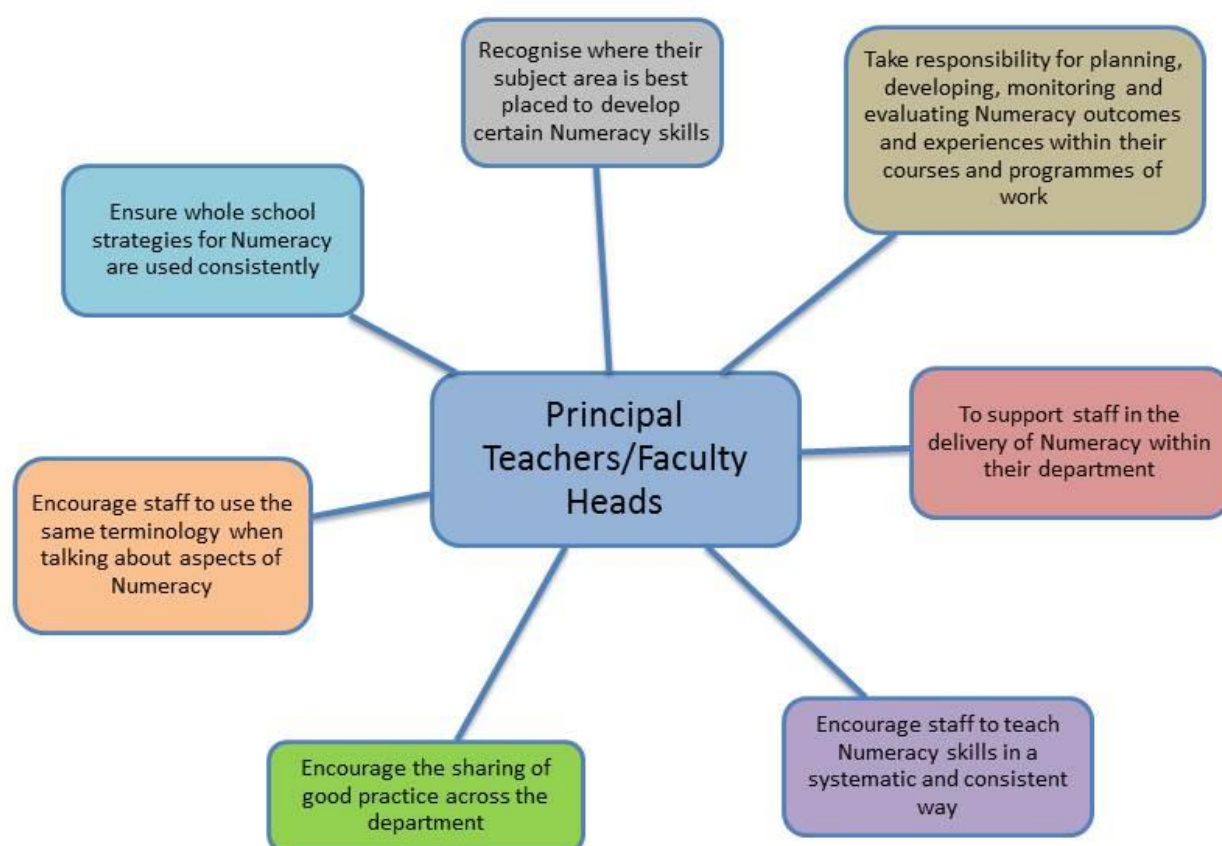 Recognise where their
subject area is best
placed to develop
certain Numeracy skills
Take responsibility for planning,
developing, monitoring and
evaluating Numeracy outcomes
and experiences within their
courses and programmes of
work
Ensure whole school
strategies for Numeracy
are used consistently
Principal
Teachers/Faculty
Heads
To support staff in the
delivery of Numeracy within
their department
Encourage staff to use the
same terminology when
talking about aspects of
Numeracy
Encourage staff to teach
Numeracy skills in a
systematic and consistent
way
Encourage the sharing of
good practice across the
department